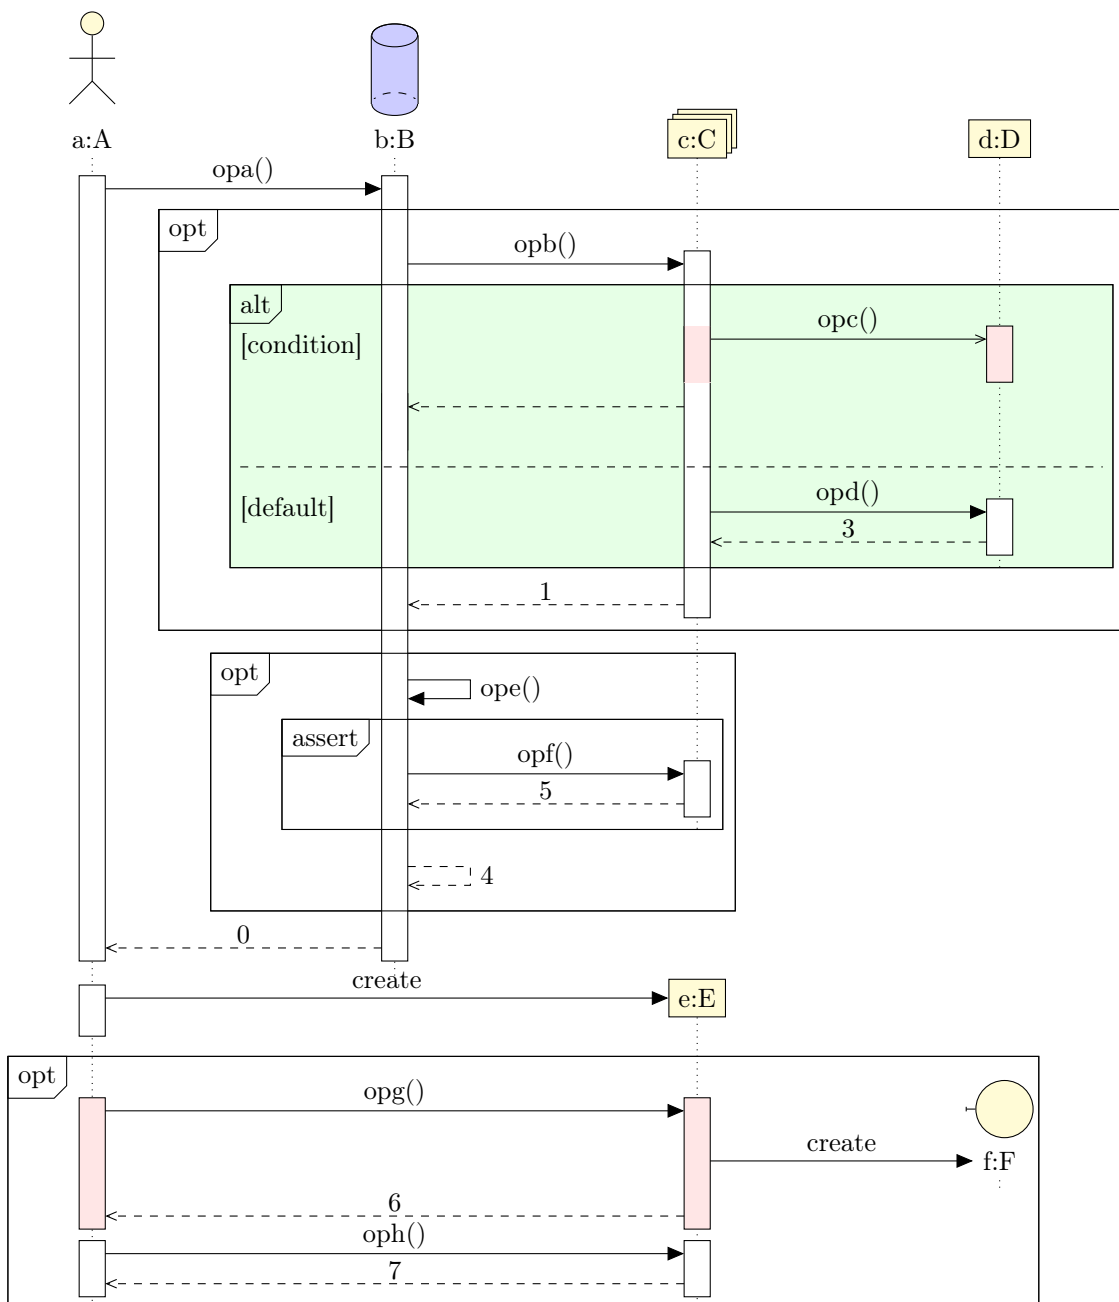 a:A
b:B
c:C
d:D
opa()
opt
opb()
alt
opc()
[condition]
opd()
[default]
3
1
opt
ope()
assert
opf()
5
4
0
create
e:E
opt
opg()
create
f:F
6
oph()
7